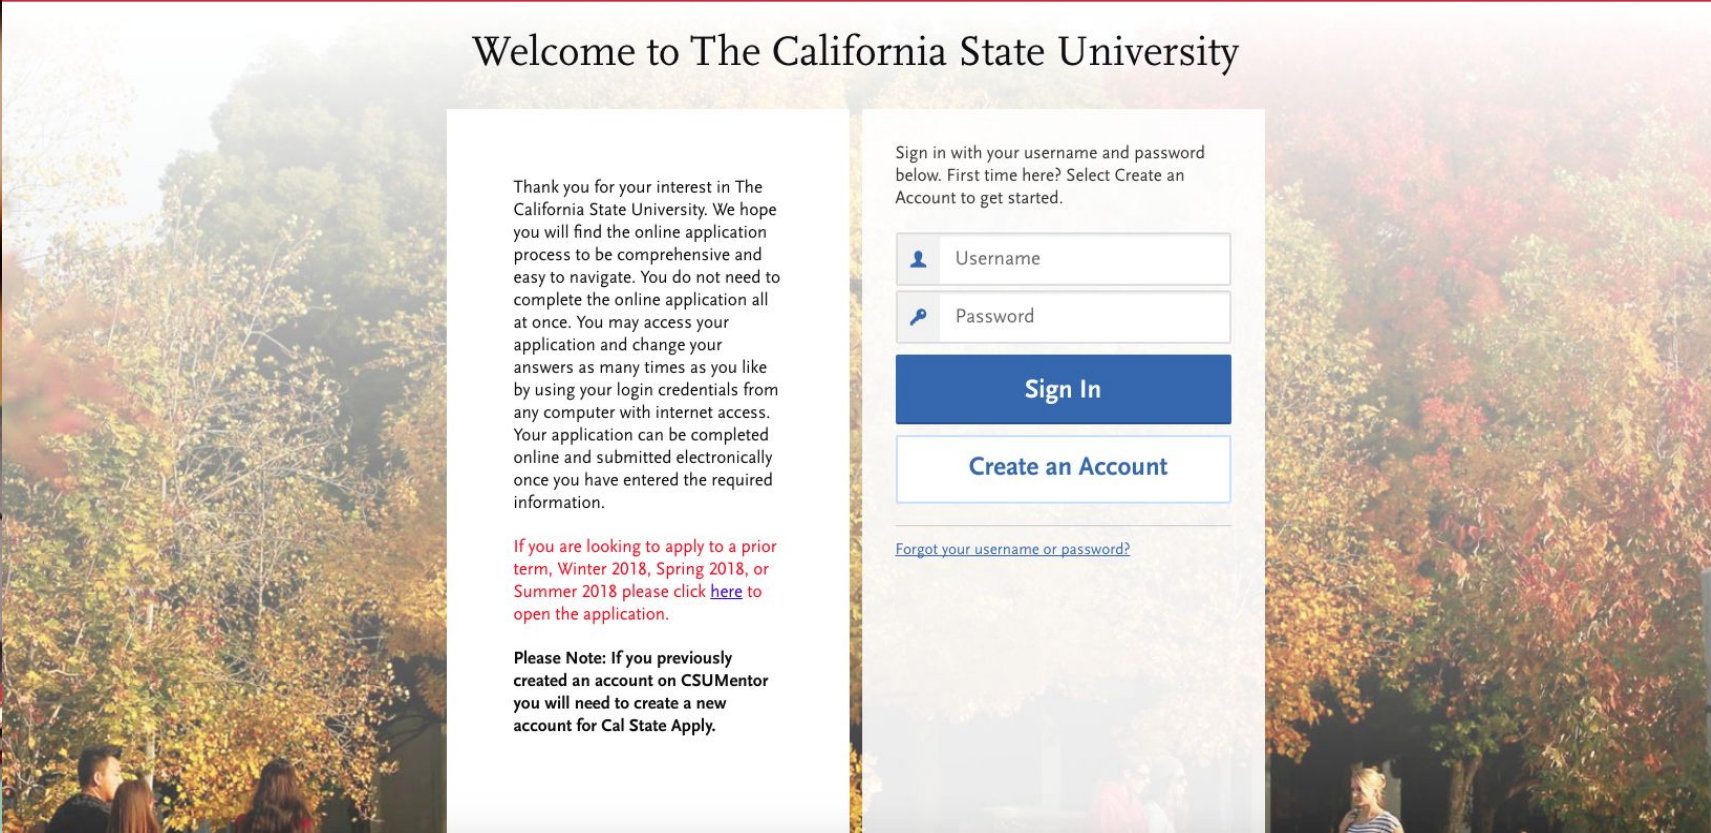 Welcome to The California State University
Thank you for your interest in The
California State University. We hope
you will find the online application
process to be comprehensive and
easy to navigate. You do not need to
complete the online application all
at once. You may access your
application and change your
answers as many times as you like
by using your login credentials from
any computer with internet access.
Your application can be completed
online and submitted electronically
once you have entered the required
information.
If you are looking to apply to a prior
term, Winter 2018, Spring 2018, or
Summer 2018 please click here to
open the application.
Please Note: If you previously
created an account on CSUMentor
you will need to create a new
account for Cal State Apply.
Sign in with your username and password
below. First time here? Select Create an
Account to get started.
Username
Password
Sign In
Create an Account
Forgot your username or password?